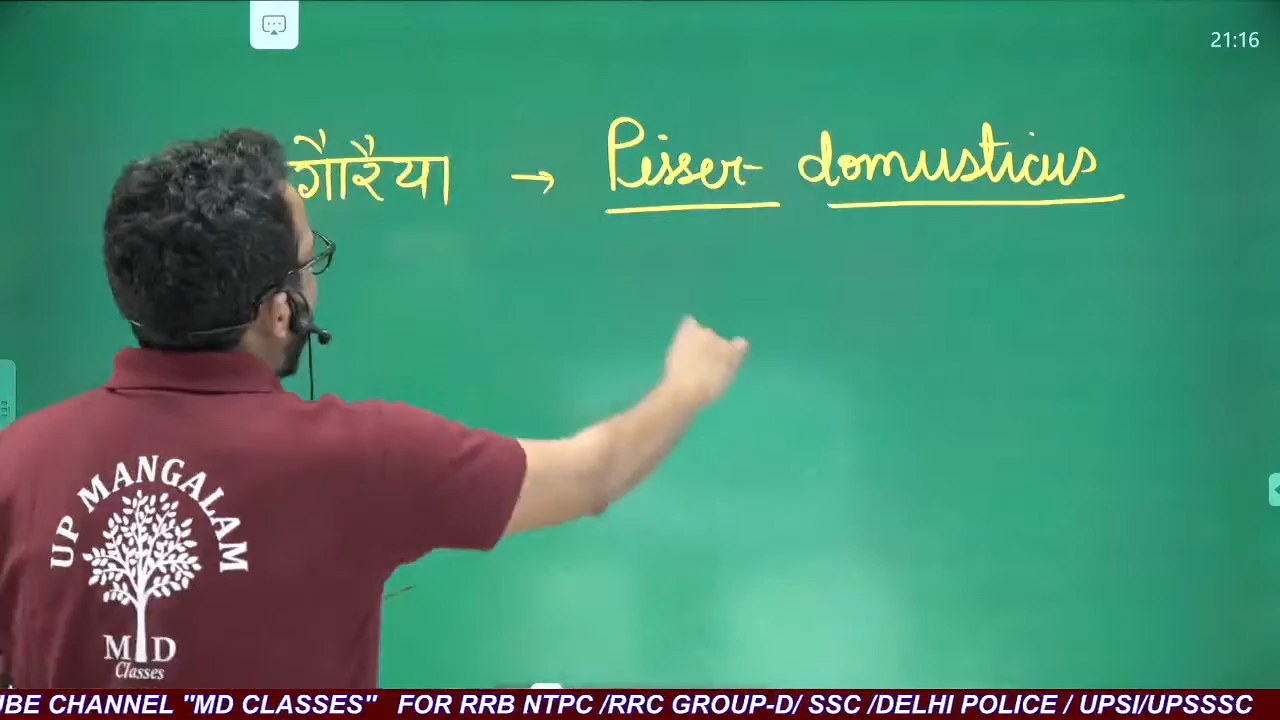 21:16
गौरैया → Pisser- domusticus
UP MANGALAM
MD
Classes
UBE CHANNEL "MD CLASSES" FOR RRB NTPC /RRC GROUP-D/ SSC /DELHI POLICE / UPSI/UPSSSC